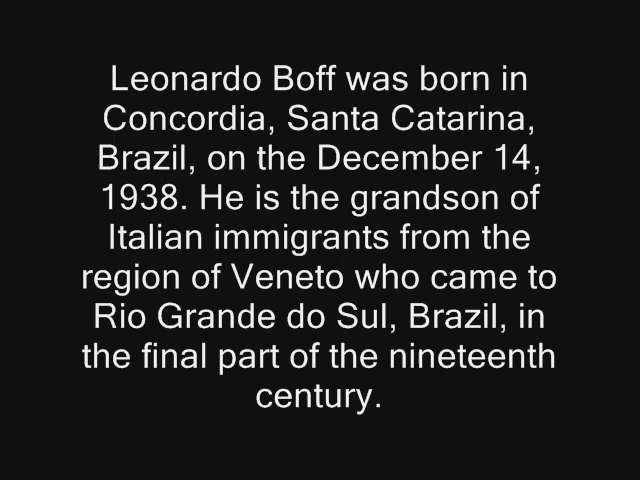 Leonardo Boff was born in
Concordia, Santa Catarina,
Brazil, on the December 14,
1938. He is the grandson of
Italian immigrants from the
region of Veneto who came to
Rio Grande do Sul, Brazil, in
the final part of the nineteenth
century.